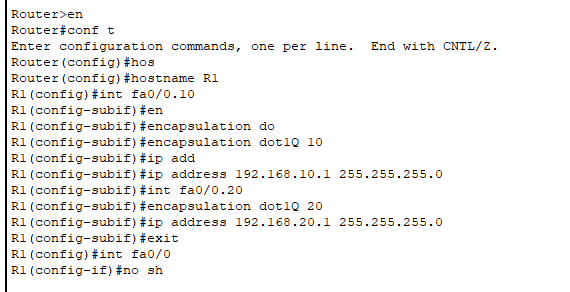 Router>en
Router#conf t
Enter configuration commands, one per line.  End with CNTL/Z.
Router(config)#hos
Router(config)#hostname R1
R1(config)#int fa0/0.10
R1(config-subif)#en
R1(config-subif)#encapsulation do
R1(config-subif)#encapsulation dot1Q 10
R1(config-subif)#ip add
R1(config-subif)#ip address 192.168.10.1 255.255.255.0
R1(config-subif)#int fa0/0.20
R1(config-subif)#encapsulation dot1Q 20
R1(config-subif)#ip address 192.168.20.1 255.255.255.0
R1(config-subif)#exit
R1(config)#int fa0/0
R1(config-if)#no sh